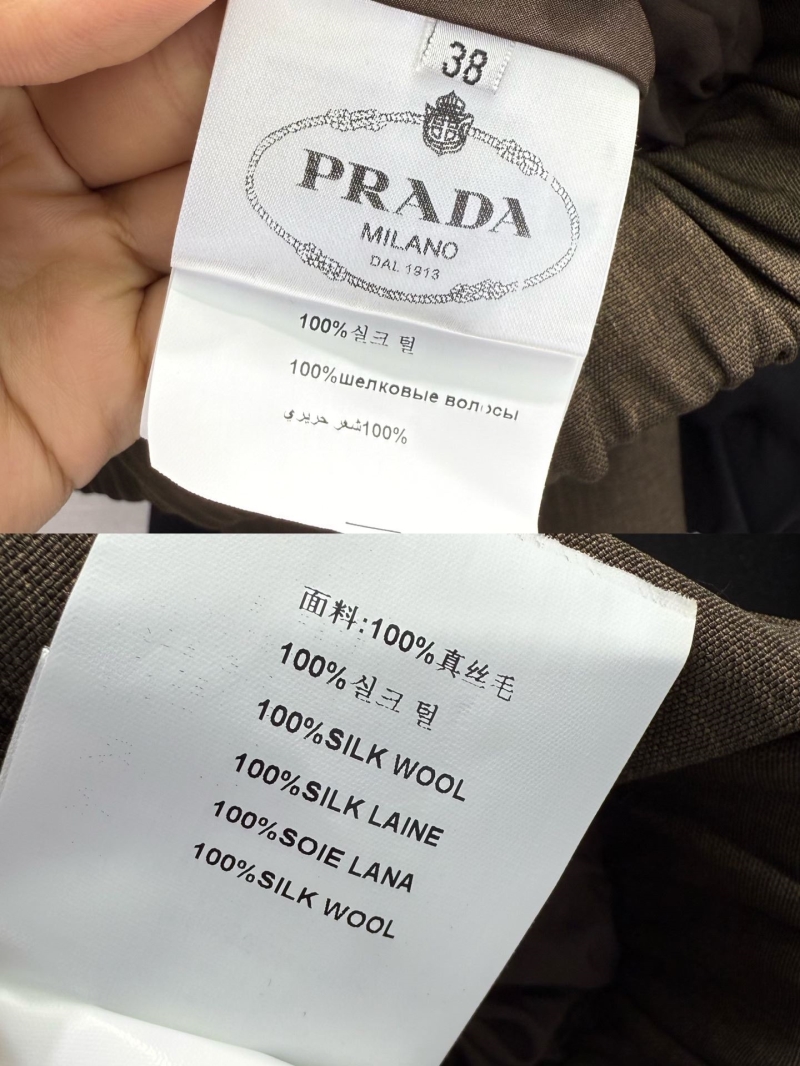 38
PRADA
MILANO
DAL 1913
100%실크 털
100%шелковые волосы
100%شعر حريري
面料:100%真丝毛
100%실크 털
100%SILK WOOL
100%SILK LAINE
100%SOIE LANA
100%SILK WOOL